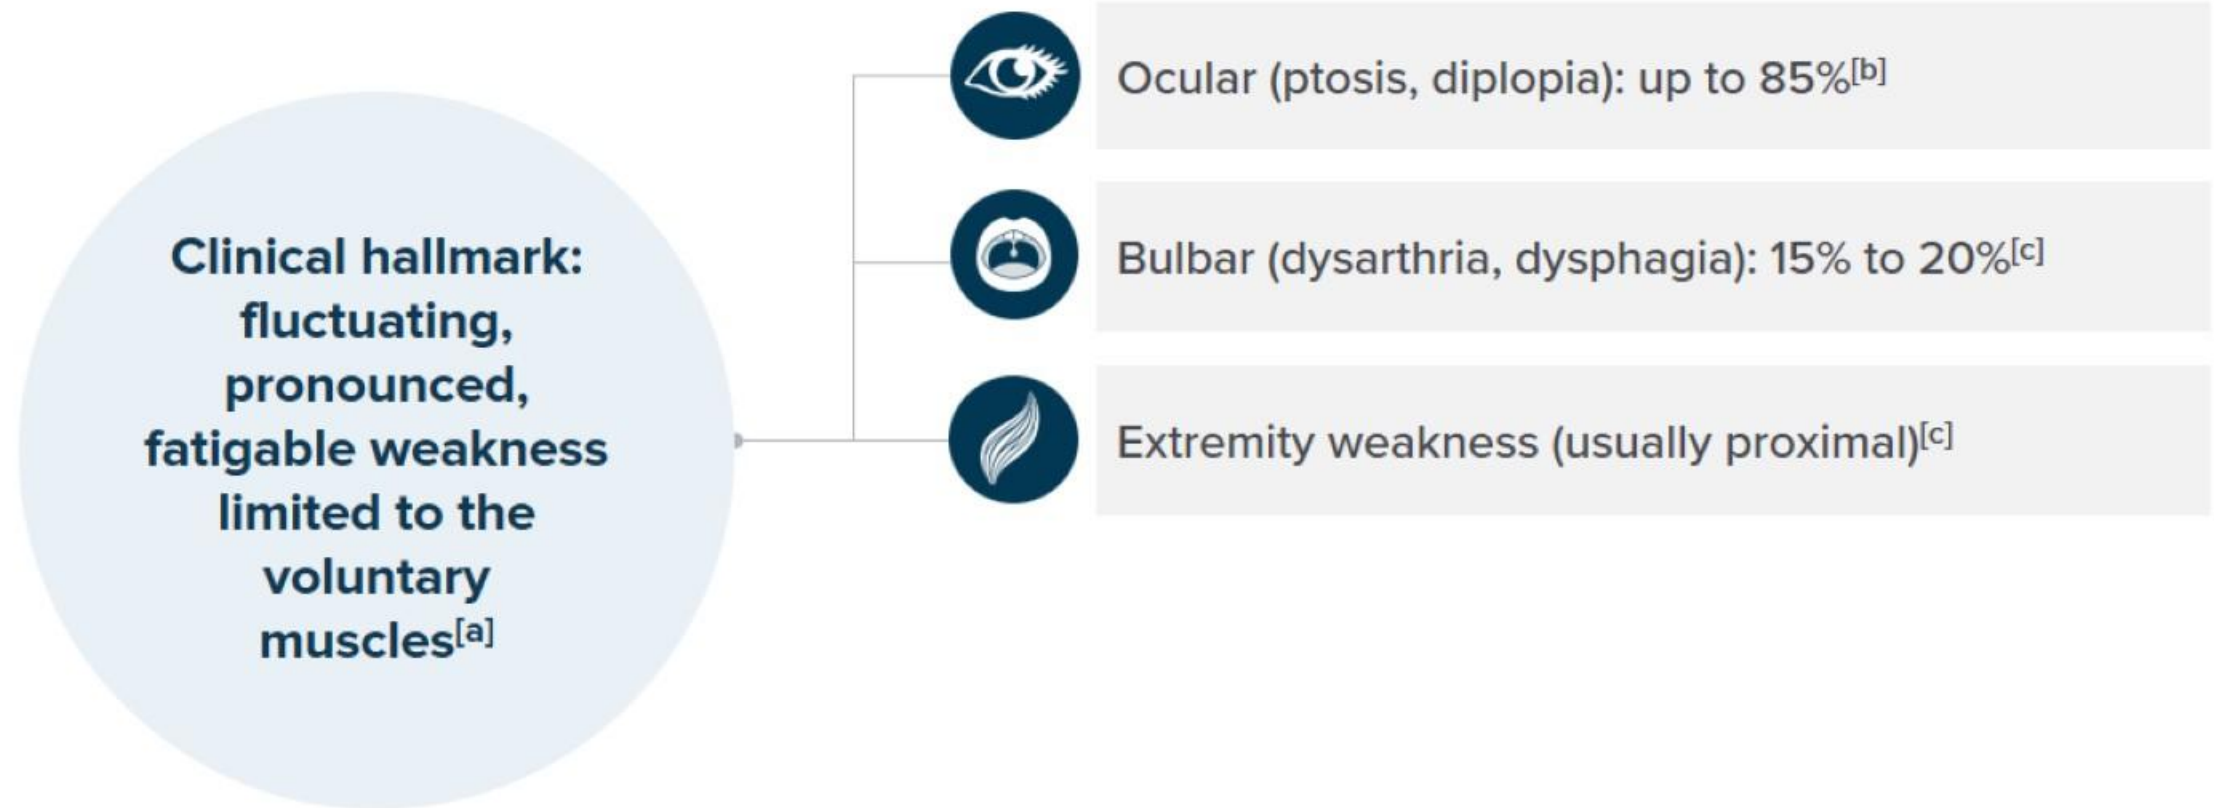 Clinical hallmark:
fluctuating,
pronounced,
fatigable weakness
limited to the
voluntary
muscles[a]
Ocular (ptosis, diplopia): up to 85%[b]
Bulbar (dysarthria, dysphagia): 15% to 20%[c]
Extremity weakness (usually proximal)[c]